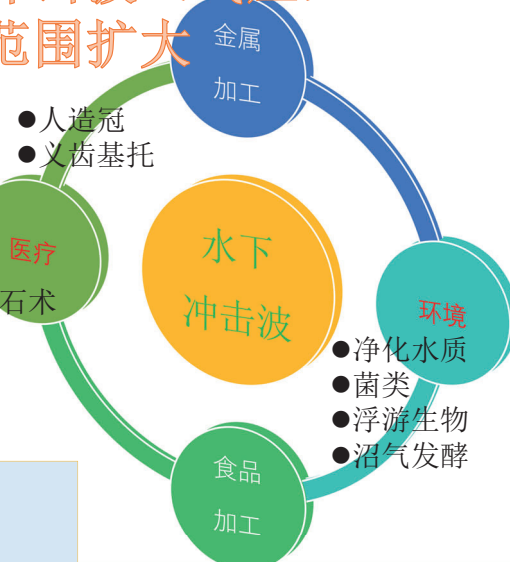 范围扩大
金属
加工
●人造冠
●义齿基托
医疗
石术
水下
冲击波
环境
●净化水质
●菌类
●浮游生物
●沼气发酵
食品
加工